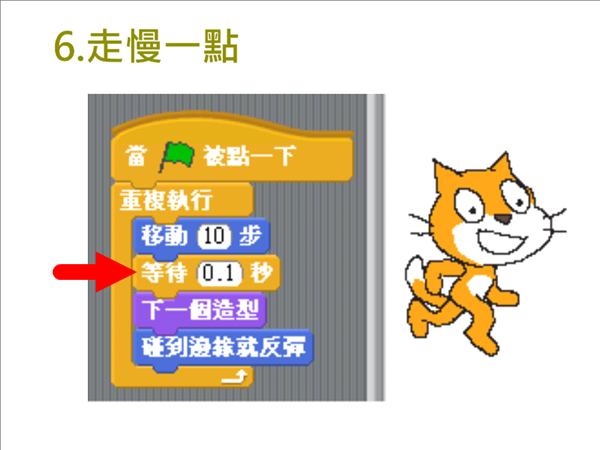 6.走慢一點
當 被點一下
重複執行
移動 10 步
等待 0.1 秒
下一個造型
碰到邊緣就反彈